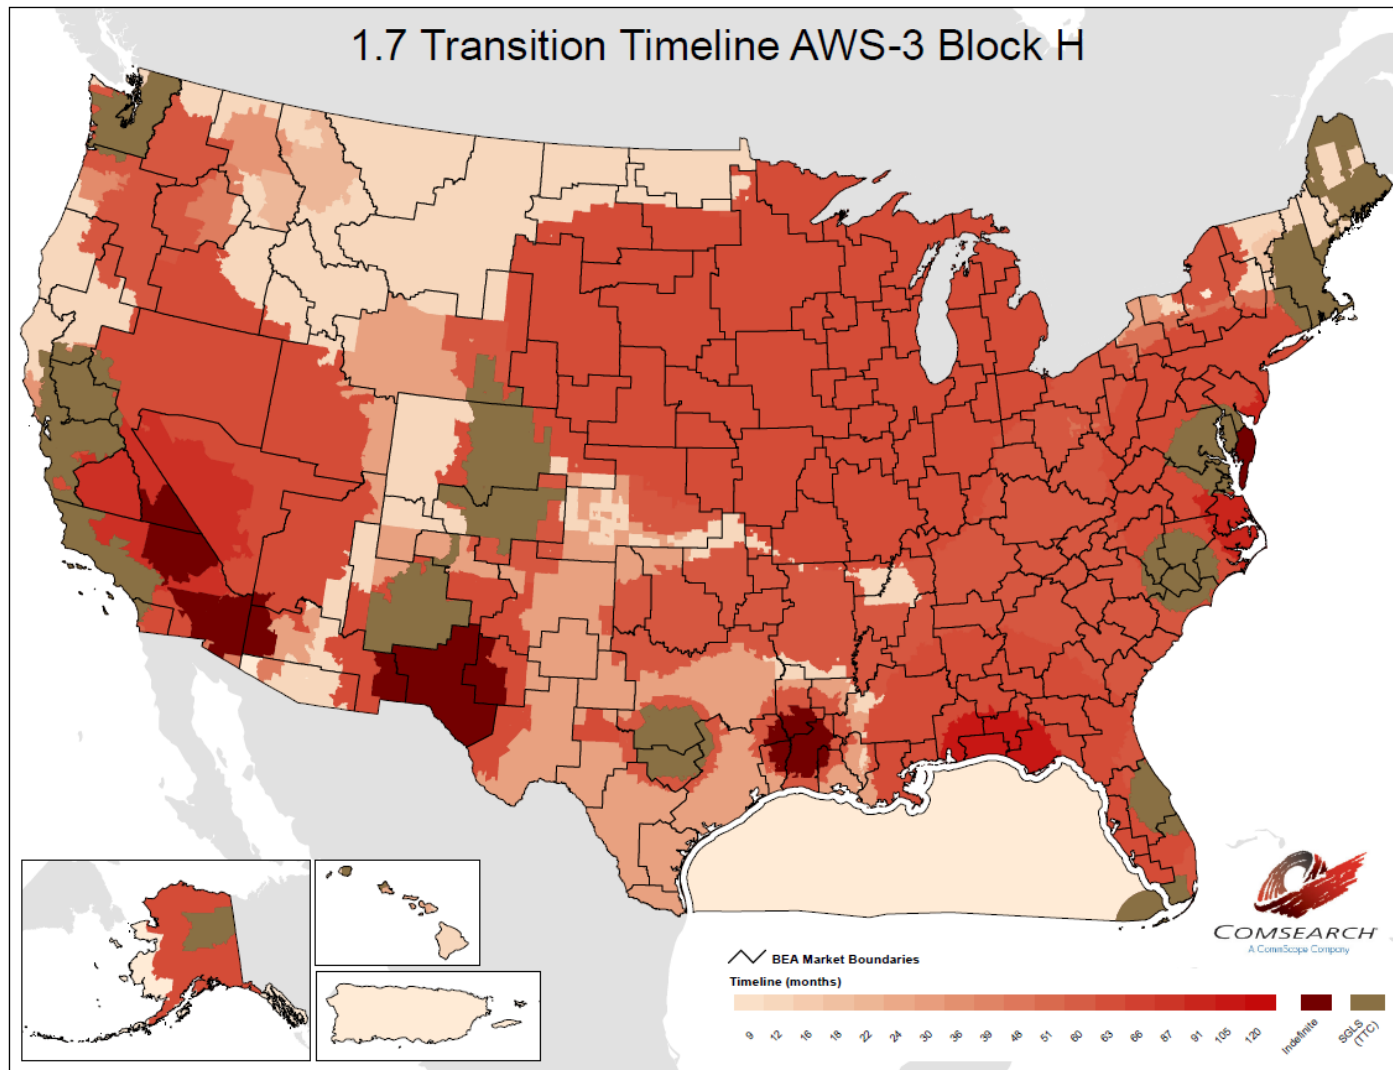 1.7 Transition Timeline AWS-3 Block H
COMSEARCH
A CommScope Company
BEA Market Boundaries
Timeline (months)
9 12 16 18 22 24 30 36 39 48 51 60 63 66 87 91 105 120 Indefinite SGLS (TTC)